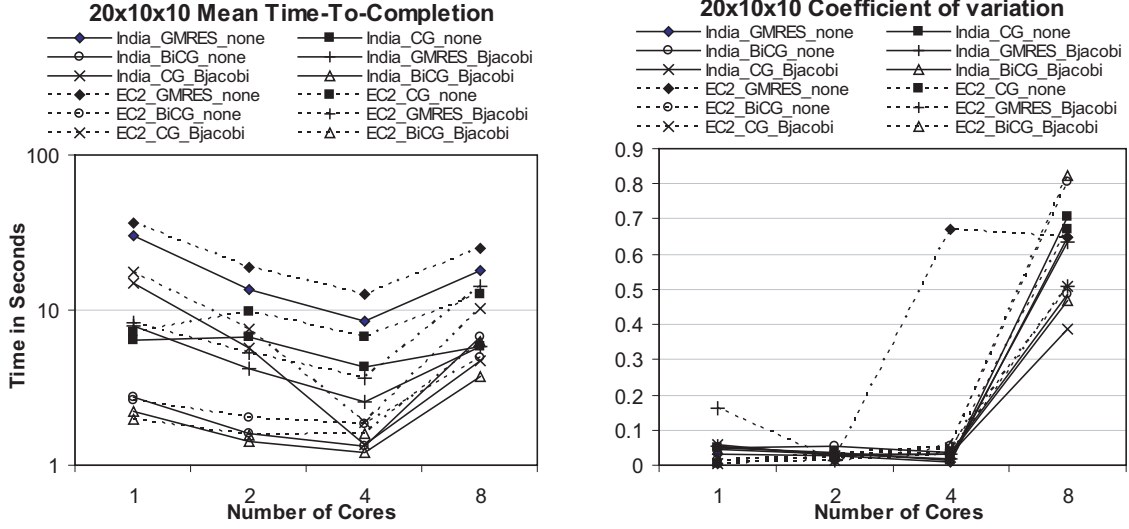 20x10x10 Mean Time-To-Completion
India_GMRES_none India_CG_none
India_BiCG_none India_GMRES_Bjacobi
India_CG_Bjacobi India_BiCG_Bjacobi
EC2_GMRES_none EC2_CG_none
EC2_BiCG_none EC2_GMRES_Bjacobi
EC2_CG_Bjacobi EC2_BiCG_Bjacobi
100
10
1
Time in Seconds
1 2 4 8
Number of Cores
20x10x10 Coefficient of variation
India_GMRES_none India_CG_none
India_BiCG_none India_GMRES_Bjacobi
India_CG_Bjacobi India_BiCG_Bjacobi
EC2_GMRES_none EC2_CG_none
EC2_BiCG_none EC2_GMRES_Bjacobi
EC2_CG_Bjacobi EC2_BiCG_Bjacobi
0.9
0.8
0.7
0.6
0.5
0.4
0.3
0.2
0.1
0
1 2 4 8
Number of Cores